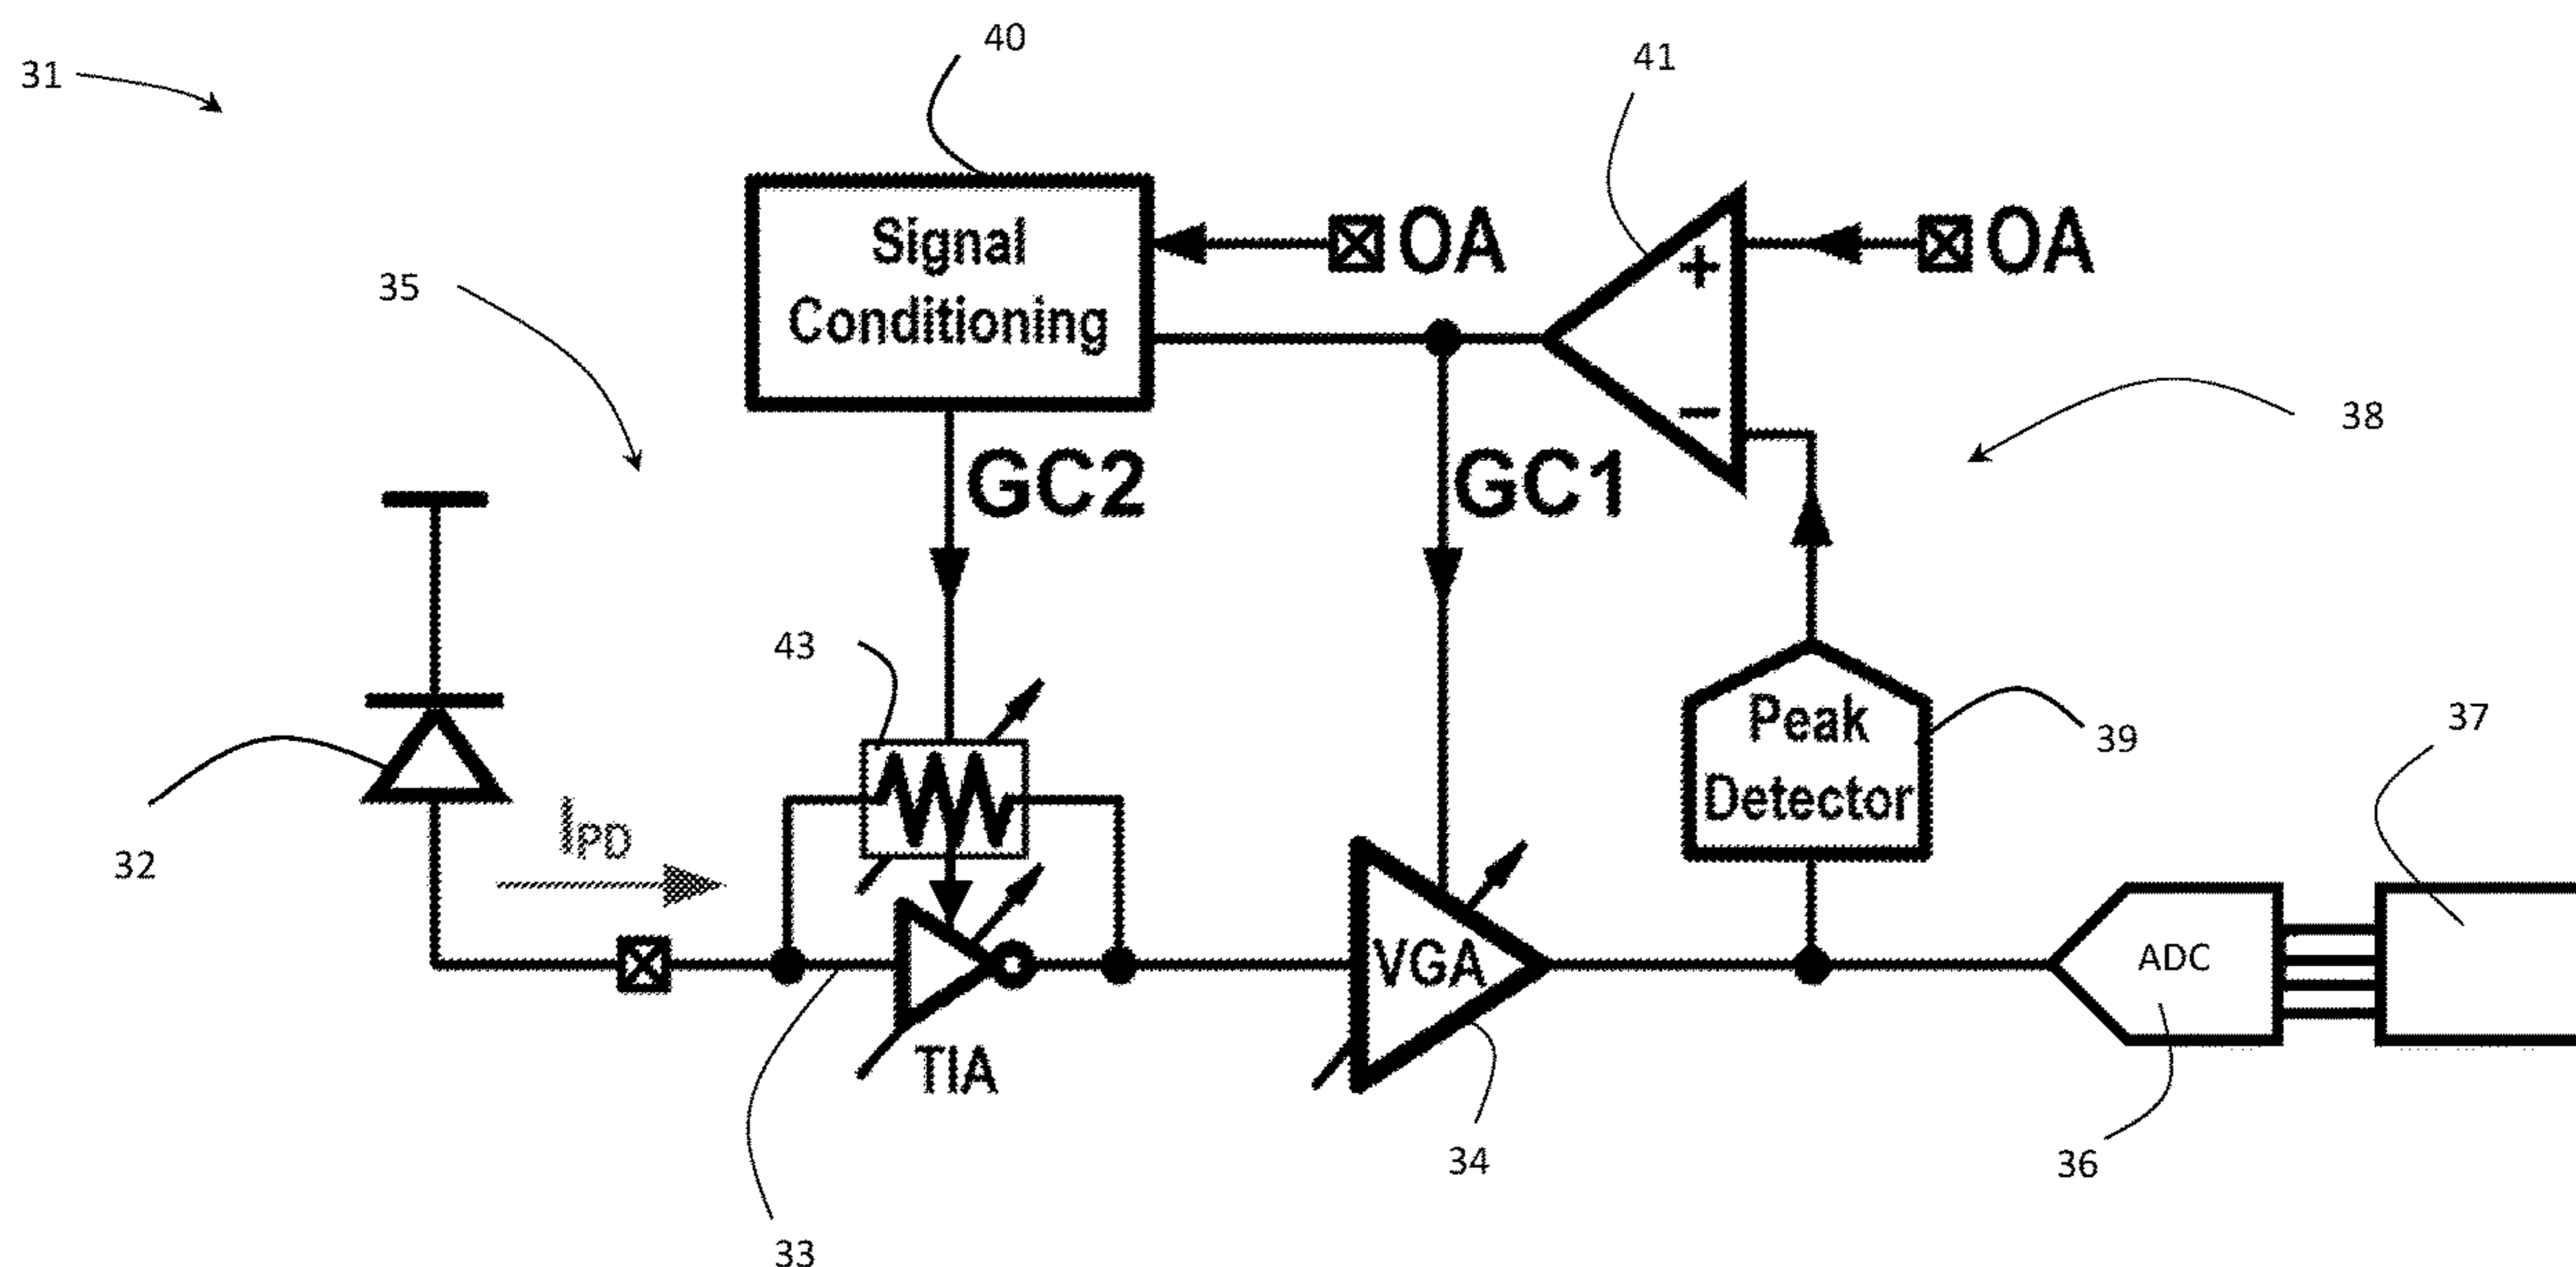 40
41
31
Signal
Conditioning
OA
+
OA
35
−
38
GC2
GC1
43
Peak
Detector
37
39
IPD
32
VGA
ADC
TIA
34
36
33